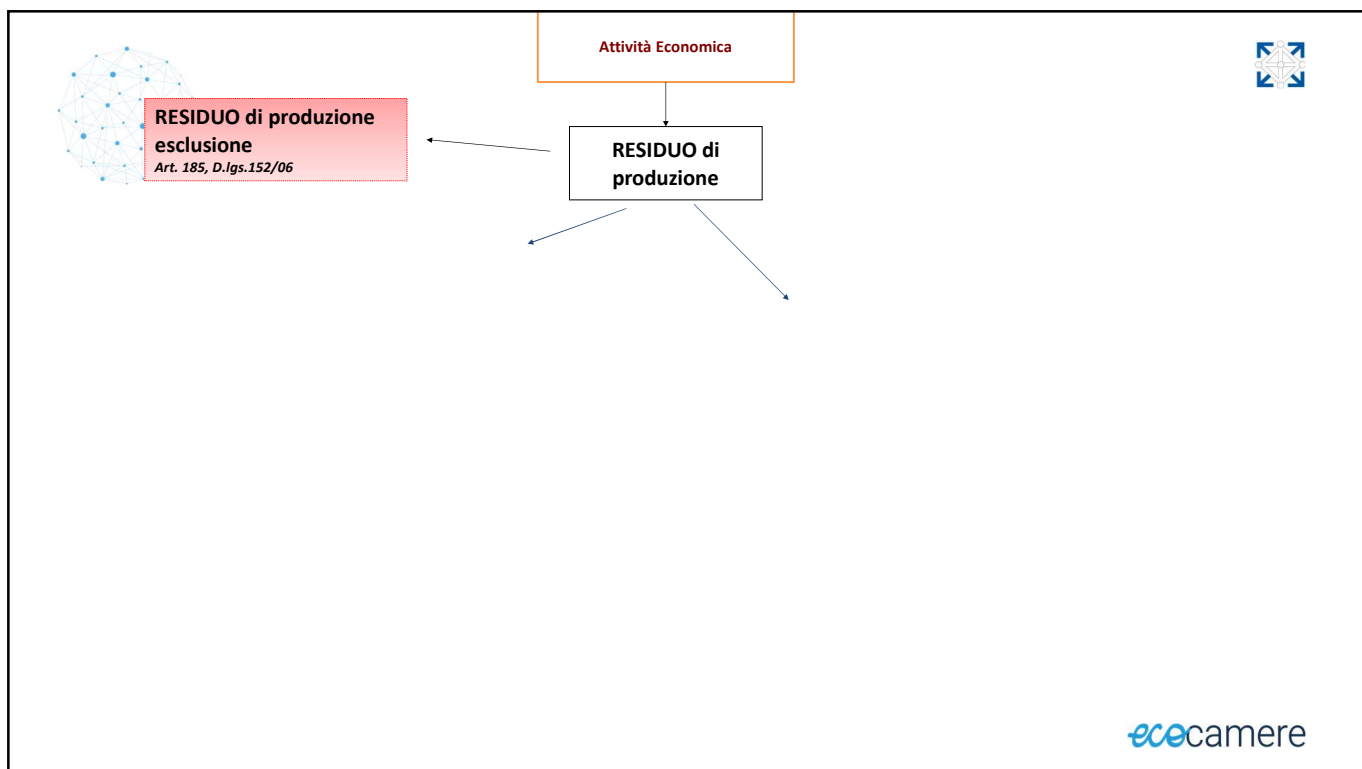 Attività Economica
RESIDUO di produzione
esclusione
Art. 185, D.lgs.152/06
RESIDUO di
produzione
ecocamere